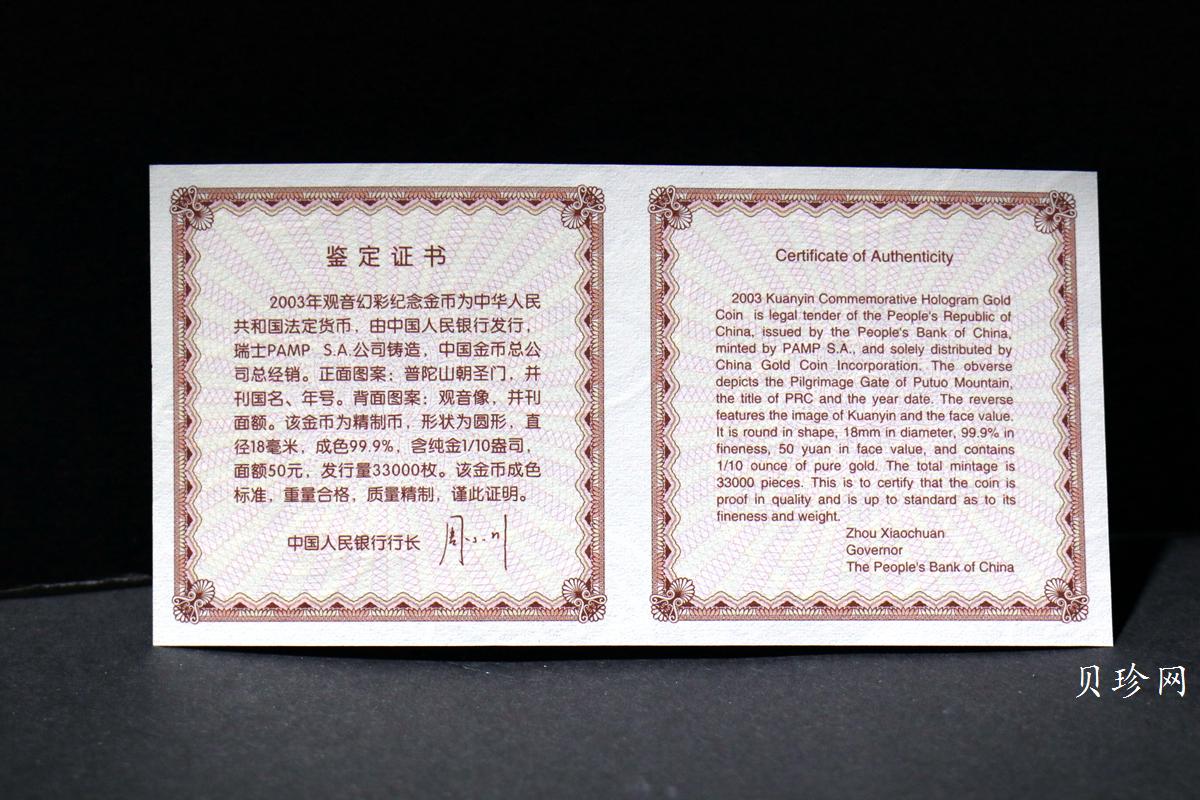 鉴定证书
2003年观音幻彩纪念金币为中华人民
共和国法定货币，由中国人民银行发行，
瑞士PAMP S.A.公司铸造，中国金币总公
司总经销。正面图案：普陀山朝圣门，并
刊国名、年号。背面图案：观音像，并刊
面额。该金币为精制币，形状为圆形，直
径18毫米，成色99.9%，含纯金1/10盎司，
面额50元，发行量33000枚。该金币成色
标准，重量合格，质量精制，谨此证明。
中国人民银行行长 周小川
Certificate of Authenticity
2003 Kuanyin Commemorative Hologram Gold
Coin is legal tender of the People's Republic of
China, issued by the People's Bank of China,
minted by PAMP S.A., and solely distributed by
China Gold Coin Incorporation. The obverse
depicts the Pilgrimage Gate of Putuo Mountain,
the title of PRC and the year date. The reverse
features the image of Kuanyin and the face value.
It is round in shape, 18mm in diameter, 99.9% in
fineness, 50 yuan in face value, and contains
1/10 ounce of pure gold. The total mintage is
33000 pieces. This is to certify that the coin is
proof in quality and is up to standard as to its
fineness and weight.
Zhou Xiaochuan
Governor
The People's Bank of China
贝珍网